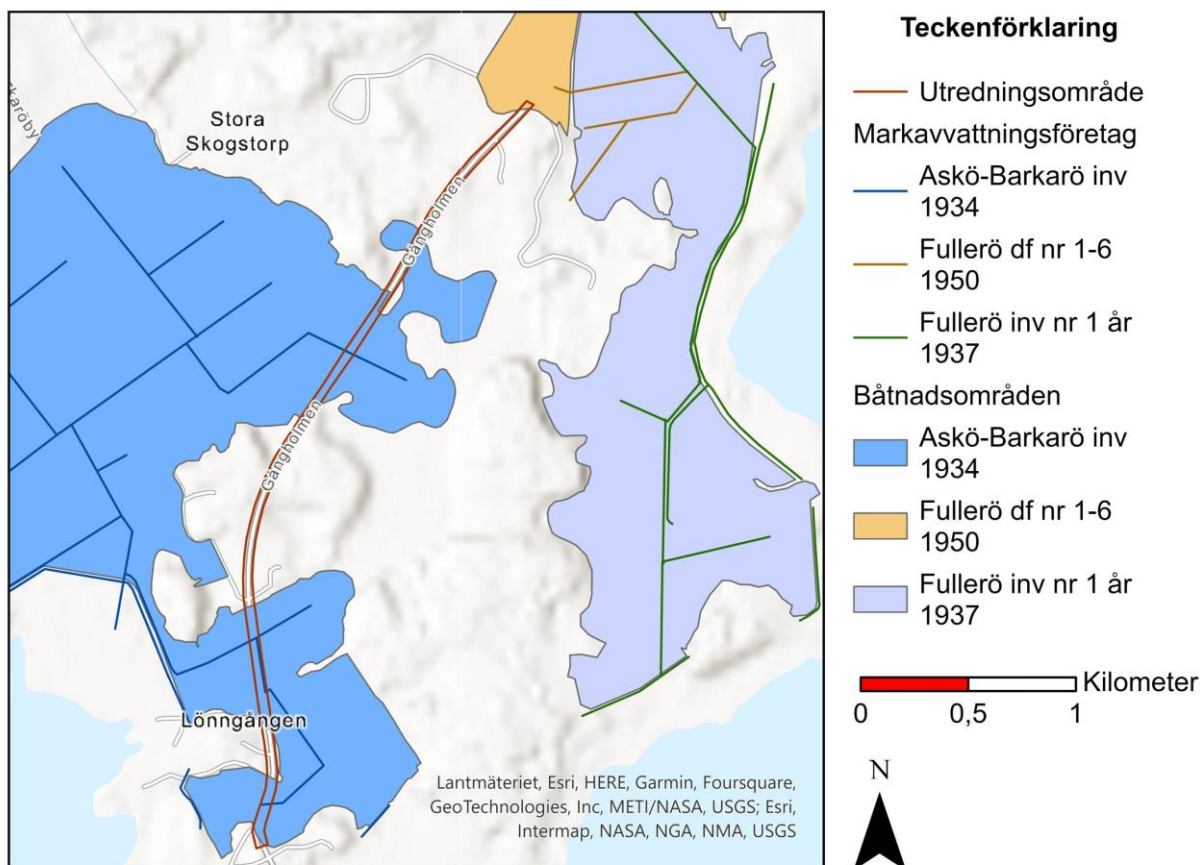 Stora
Skogstorp
Gångholmen
Gångholmen
Lönngången
Lantmäteriet, Esri, HERE, Garmin, Foursquare,
GeoTechnologies, Inc, METI/NASA, USGS; Esri,
Intermap, NASA, NGA, NMA, USGS
Teckenförklaring
Utredningsområde
Markavvattningsföretag
Askö-Barkarö inv
1934
Fullerö df nr 1-6
1950
Fullerö inv nr 1 år
1937
Båtnadsområden
Askö-Barkarö inv
1934
Fullerö df nr 1-6
1950
Fullerö inv nr 1 år
1937
Kilometer
0 0,5 1
N